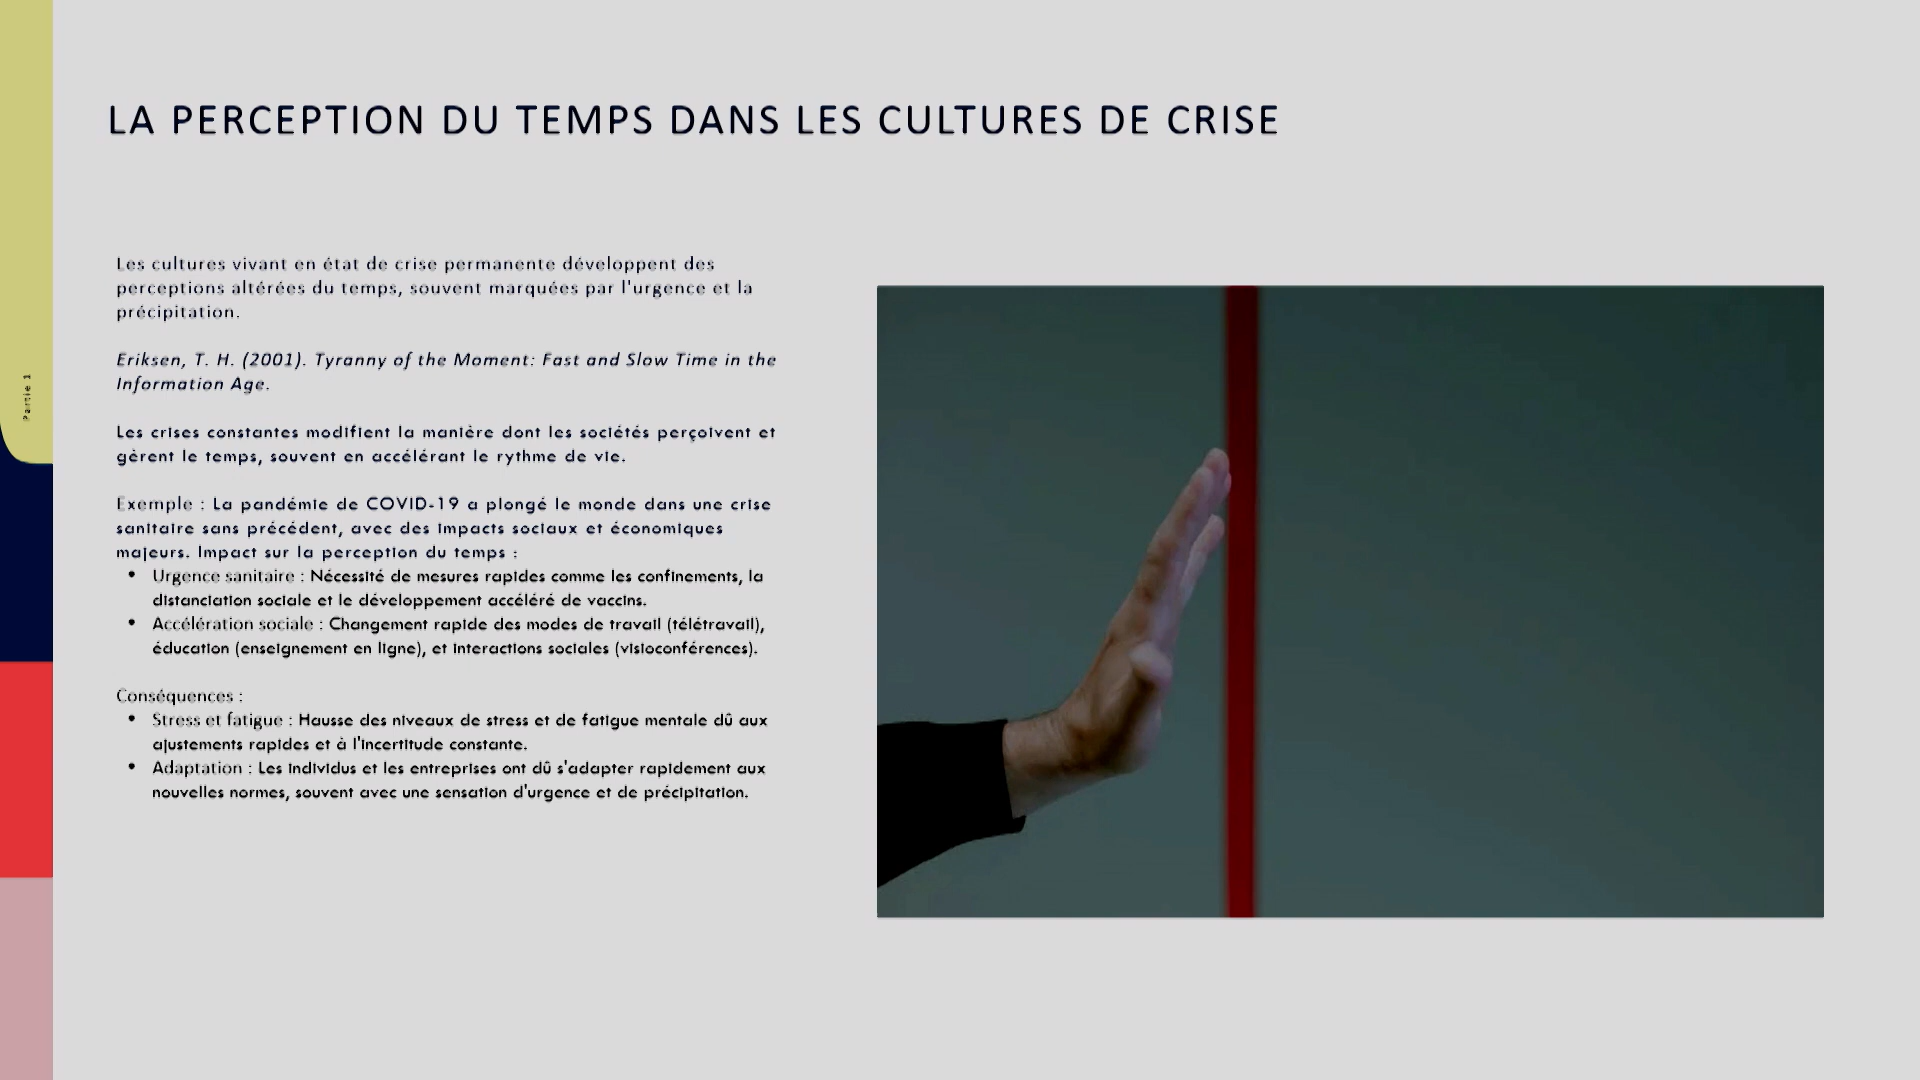 LA PERCEPTION DU TEMPS DANS LES CULTURES DE CRISE
Les cultures vivant en état de crise permanente développent des
perceptions altérées du temps, souvent marquées par l'urgence et la
précipitation.
Eriksen, T. H. (2001). Tyranny of the Moment: Fast and Slow Time in the
Information Age.
Les crises constantes modifient la manière dont les sociétés perçoivent et
gèrent le temps, souvent en accélérant le rythme de vie.
Exemple : La pandémie de COVID-19 a plongé le monde dans une crise
sanitaire sans précédent, avec des impacts sociaux et économiques
majeurs. Impact sur la perception du temps :
• Urgence sanitaire : Nécessité de mesures rapides comme les confinements, la
distanciation sociale et le développement accéléré de vaccins.
• Accélération sociale : Changement rapide des modes de travail (télétravail),
éducation (enseignement en ligne), et interactions sociales (visioconférences).
Conséquences :
• Stress et fatigue : Hausse des niveaux de stress et de fatigue mentale dû aux
ajustements rapides et à l'incertitude constante.
• Adaptation : Les individus et les entreprises ont dû s'adapter rapidement aux
nouvelles normes, souvent avec une sensation d'urgence et de précipitation.
Partie 1